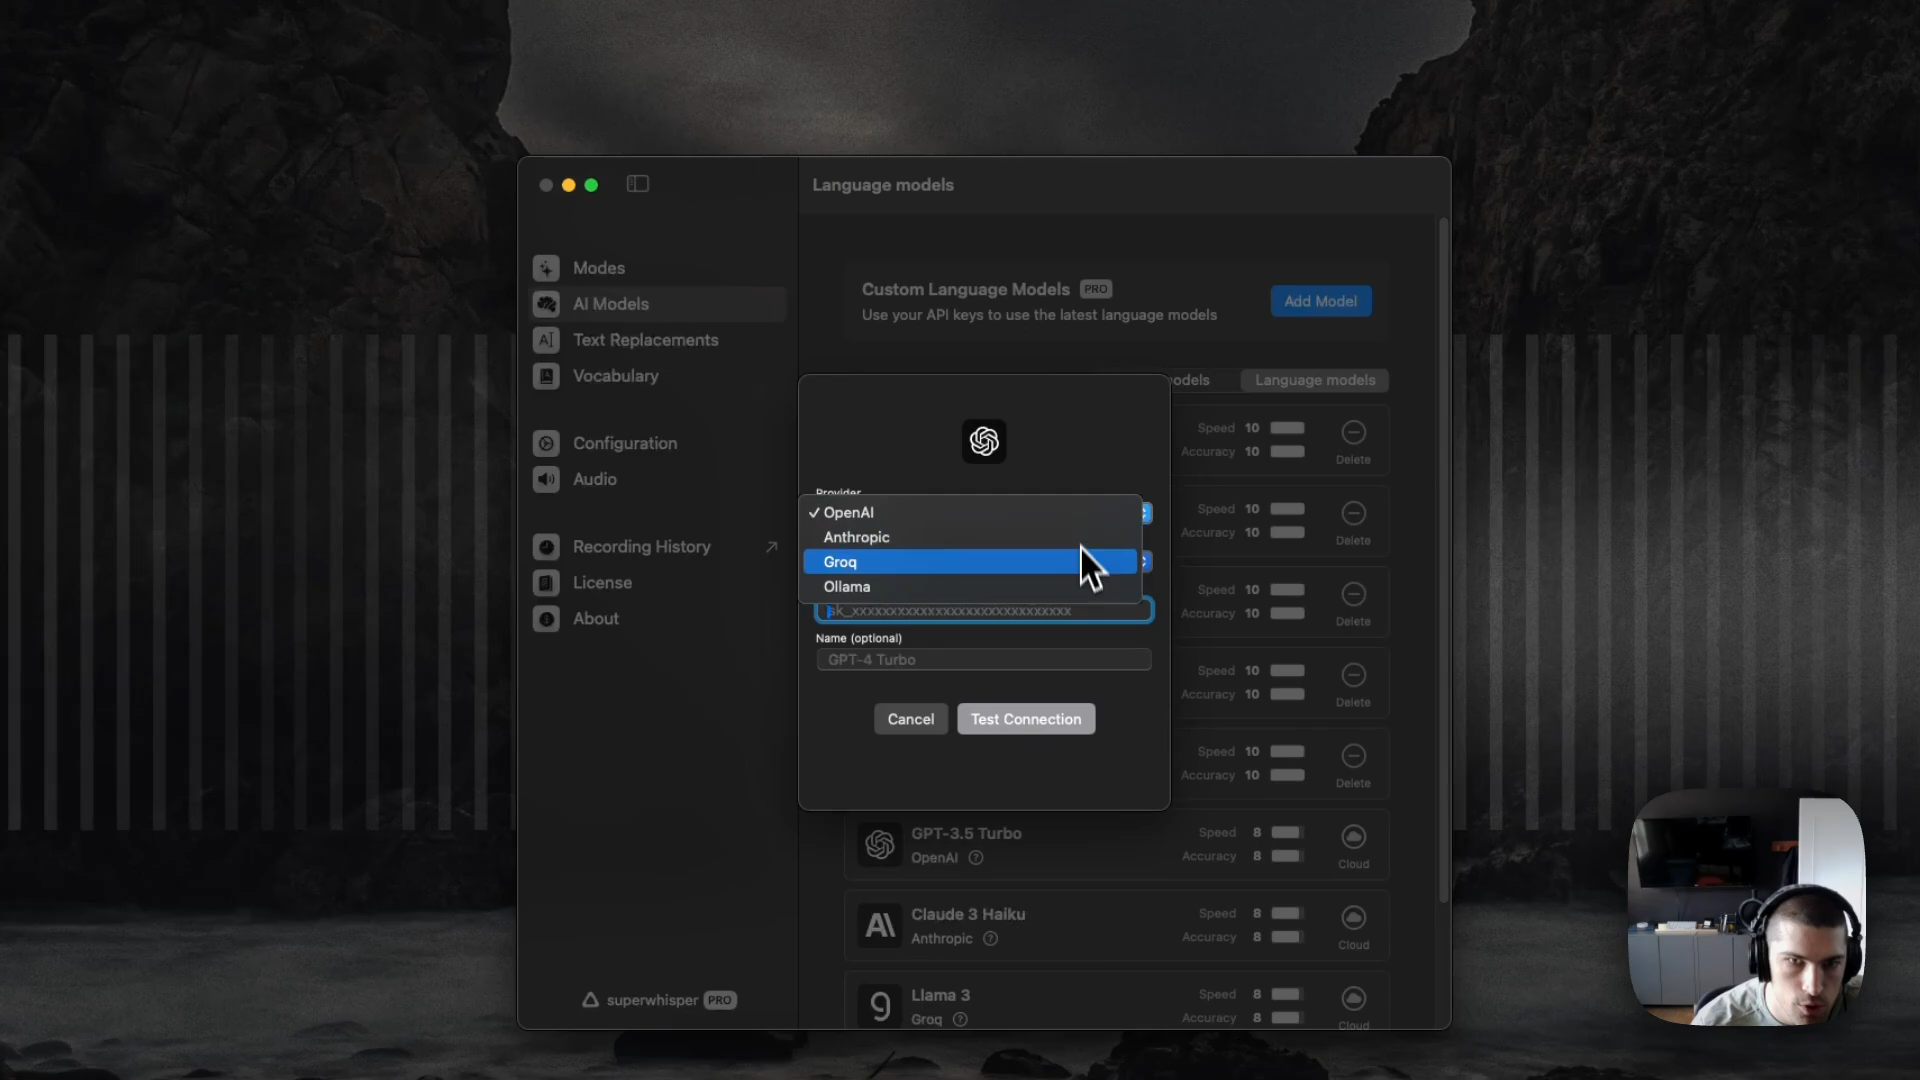 Language models
Modes
AI Models
Text Replacements
Vocabulary
Configuration
Audio
Recording History
License
About
superwhisper PRO
Custom Language Models PRO
Use your API keys to use the latest language models
Add Model
odels
Language models
Provider
✓ OpenAI
Anthropic
Groq
Ollama
sk_xxxxxxxxxxxxxxxxxxxxxxxxxxxx
Name (optional)
GPT-4 Turbo
Cancel
Test Connection
Speed 10
Accuracy 10
Delete
Speed 10
Accuracy 10
Delete
Speed 10
Accuracy 10
Delete
Speed 10
Accuracy 10
Delete
Speed 10
Accuracy 10
Delete
GPT-3.5 Turbo
OpenAI
Speed 8
Accuracy 8
Cloud
Claude 3 Haiku
Anthropic
Speed 8
Accuracy 8
Cloud
Llama 3
Groq
Speed 8
Accuracy 8
Cloud